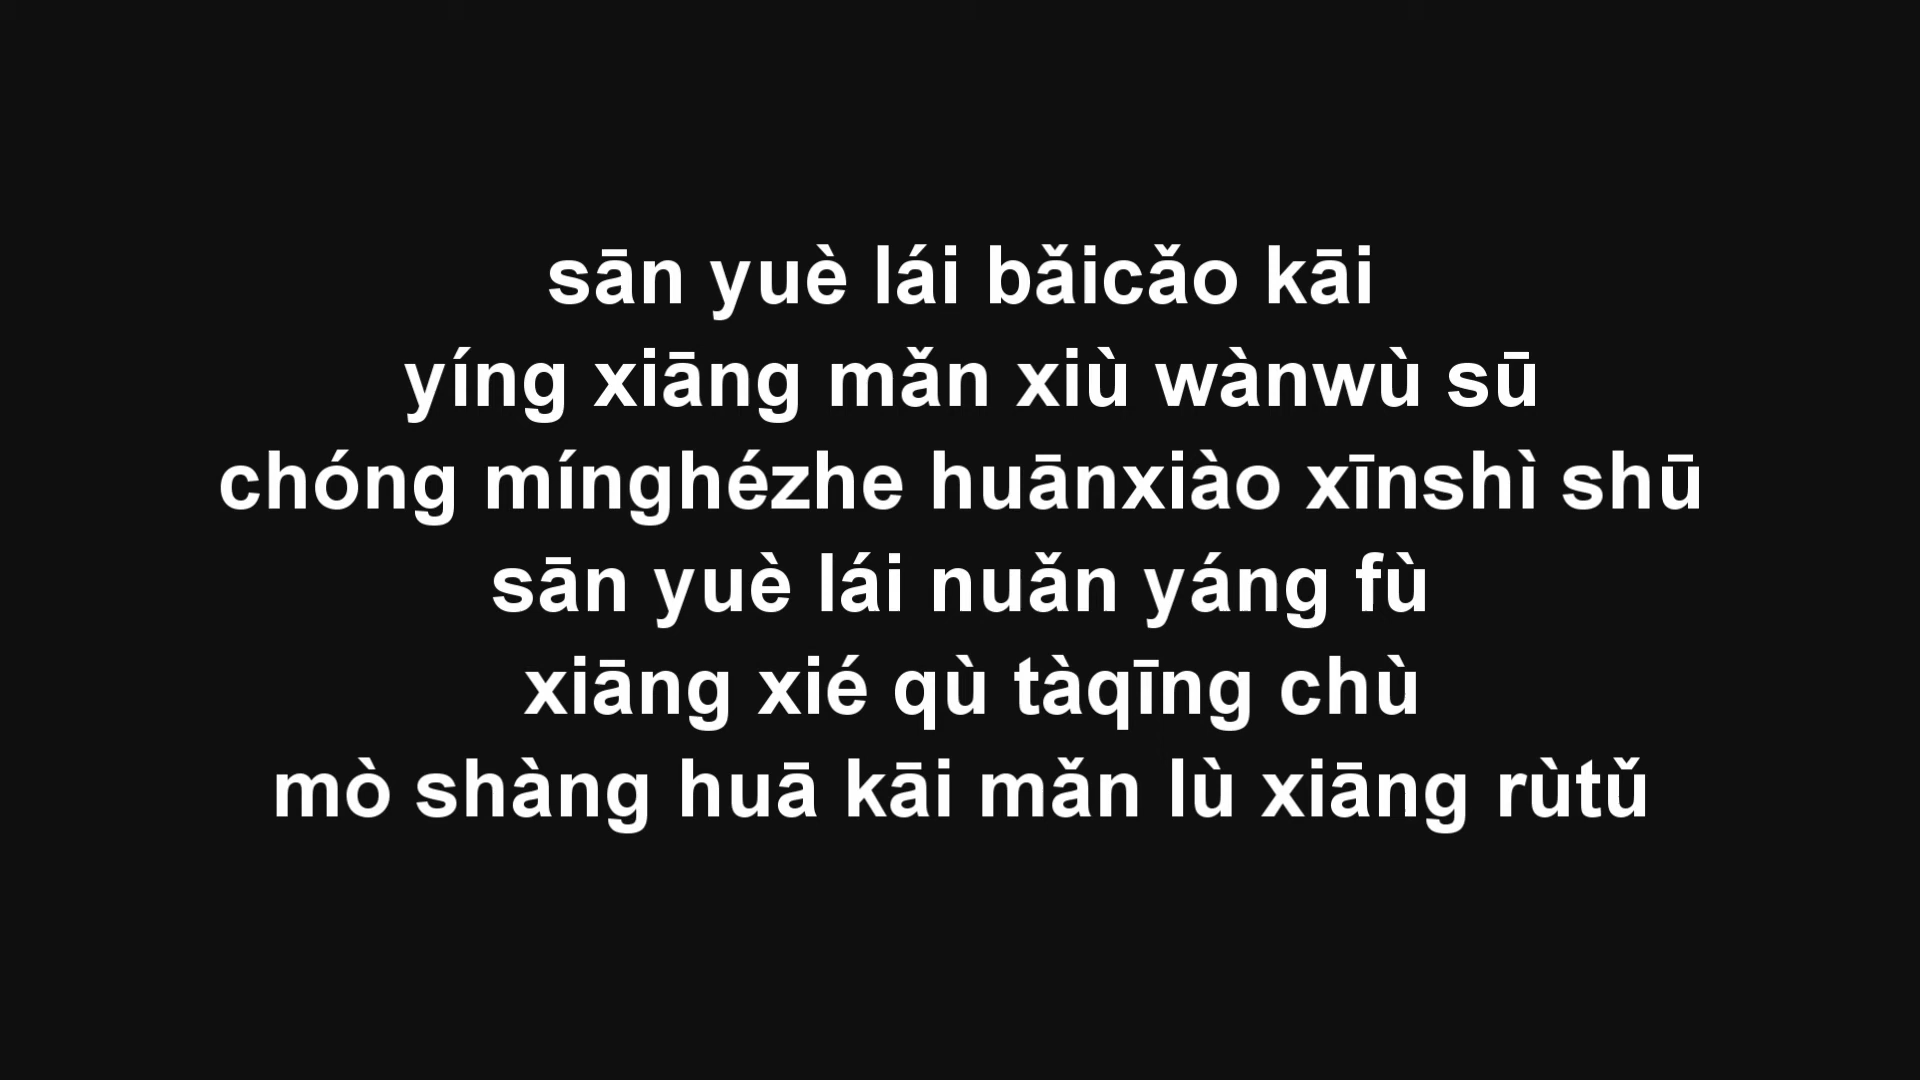 sān yuè lái bǎicǎo kāi
yíng xiāng mǎn xiù wànwù sū
chóng mínghézhe huānxiào xīnshì shū
sān yuè lái nuǎn yáng fù
xiāng xié qù tàqīng chù
mò shàng huā kāi mǎn lù xiāng rùtǔ